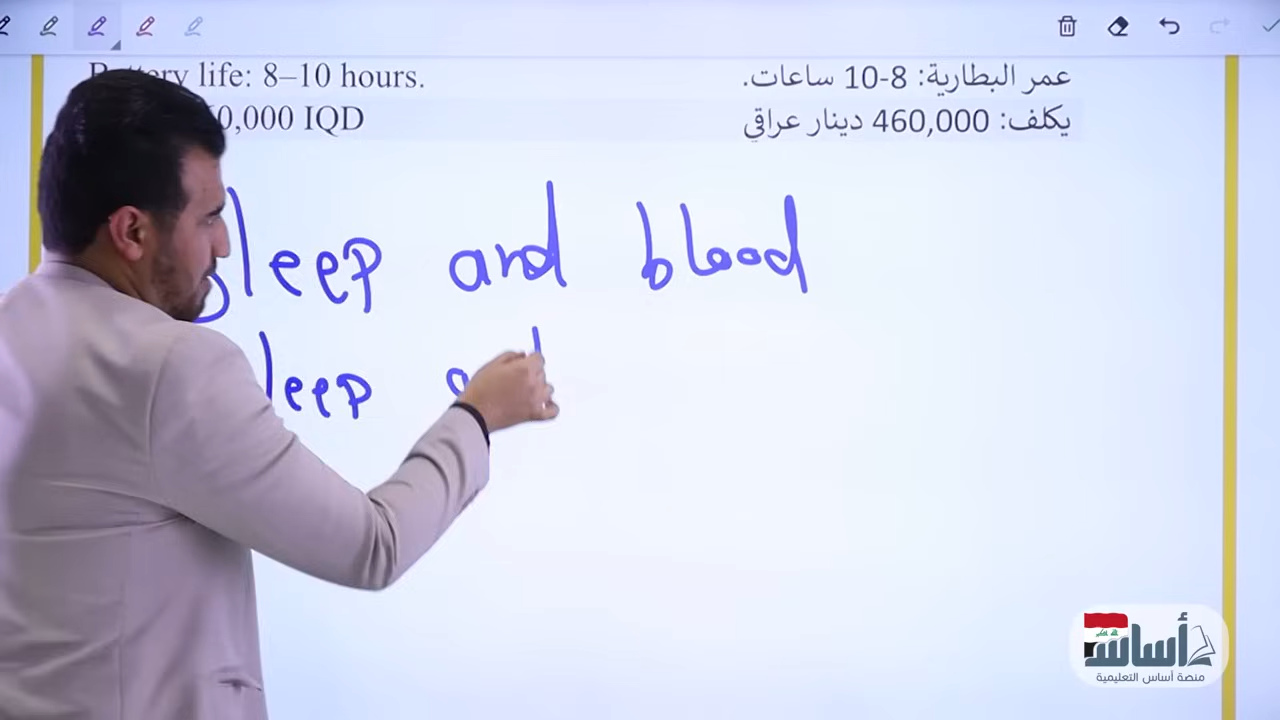 life: 8–10 hours.
عمر البطارية: 8-10 ساعات.
0,000 IQD
يكلف: 460,000 دينار عراقي
leep and blood
leep
أساس
منصة أساس التعليمية